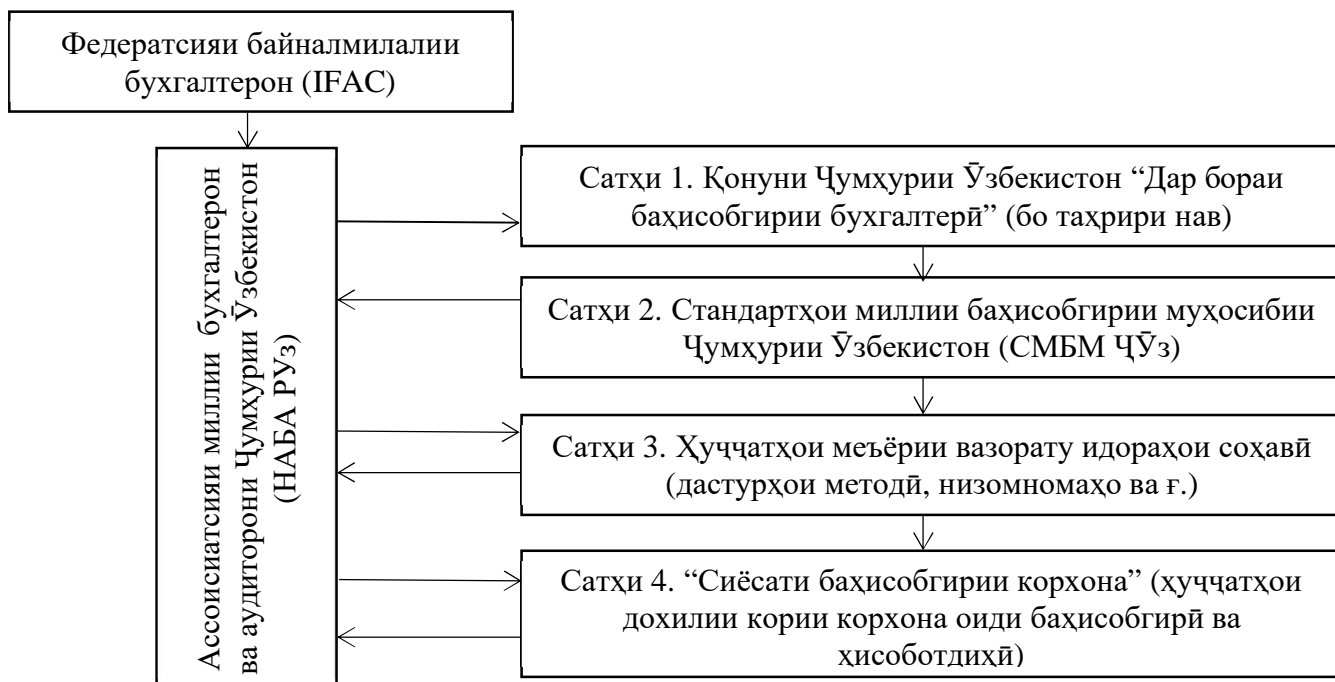 Федератсияи байналмилалии
бухгалтерон (IFAC)
Ассоисиатсияи миллии бухгалтерон
ва аудиторони Ҷумҳурии Ӯзбекистон
(НАБА РУз)
Сатҳи 1. Қонуни Ҷумҳурии Ӯзбекистон “Дар бораи
баҳисобгирии бухгалтерӣ” (бо таҳрири нав)
Сатҳи 2. Стандартҳои миллии баҳисобгирии муҳосибии
Ҷумҳурии Ӯзбекистон (СМБМ ҶӮз)
Сатҳи 3. Ҳуҷҷатҳои меъёрии вазорату идораҳои соҳавӣ
(дастурҳои методӣ, низомномаҳо ва ғ.)
Сатҳи 4. “Сиёсати баҳисобгирии корхона” (ҳуҷҷатҳои
дохилии кории корхона оиди баҳисобгирӣ ва
ҳисоботдиҳӣ)